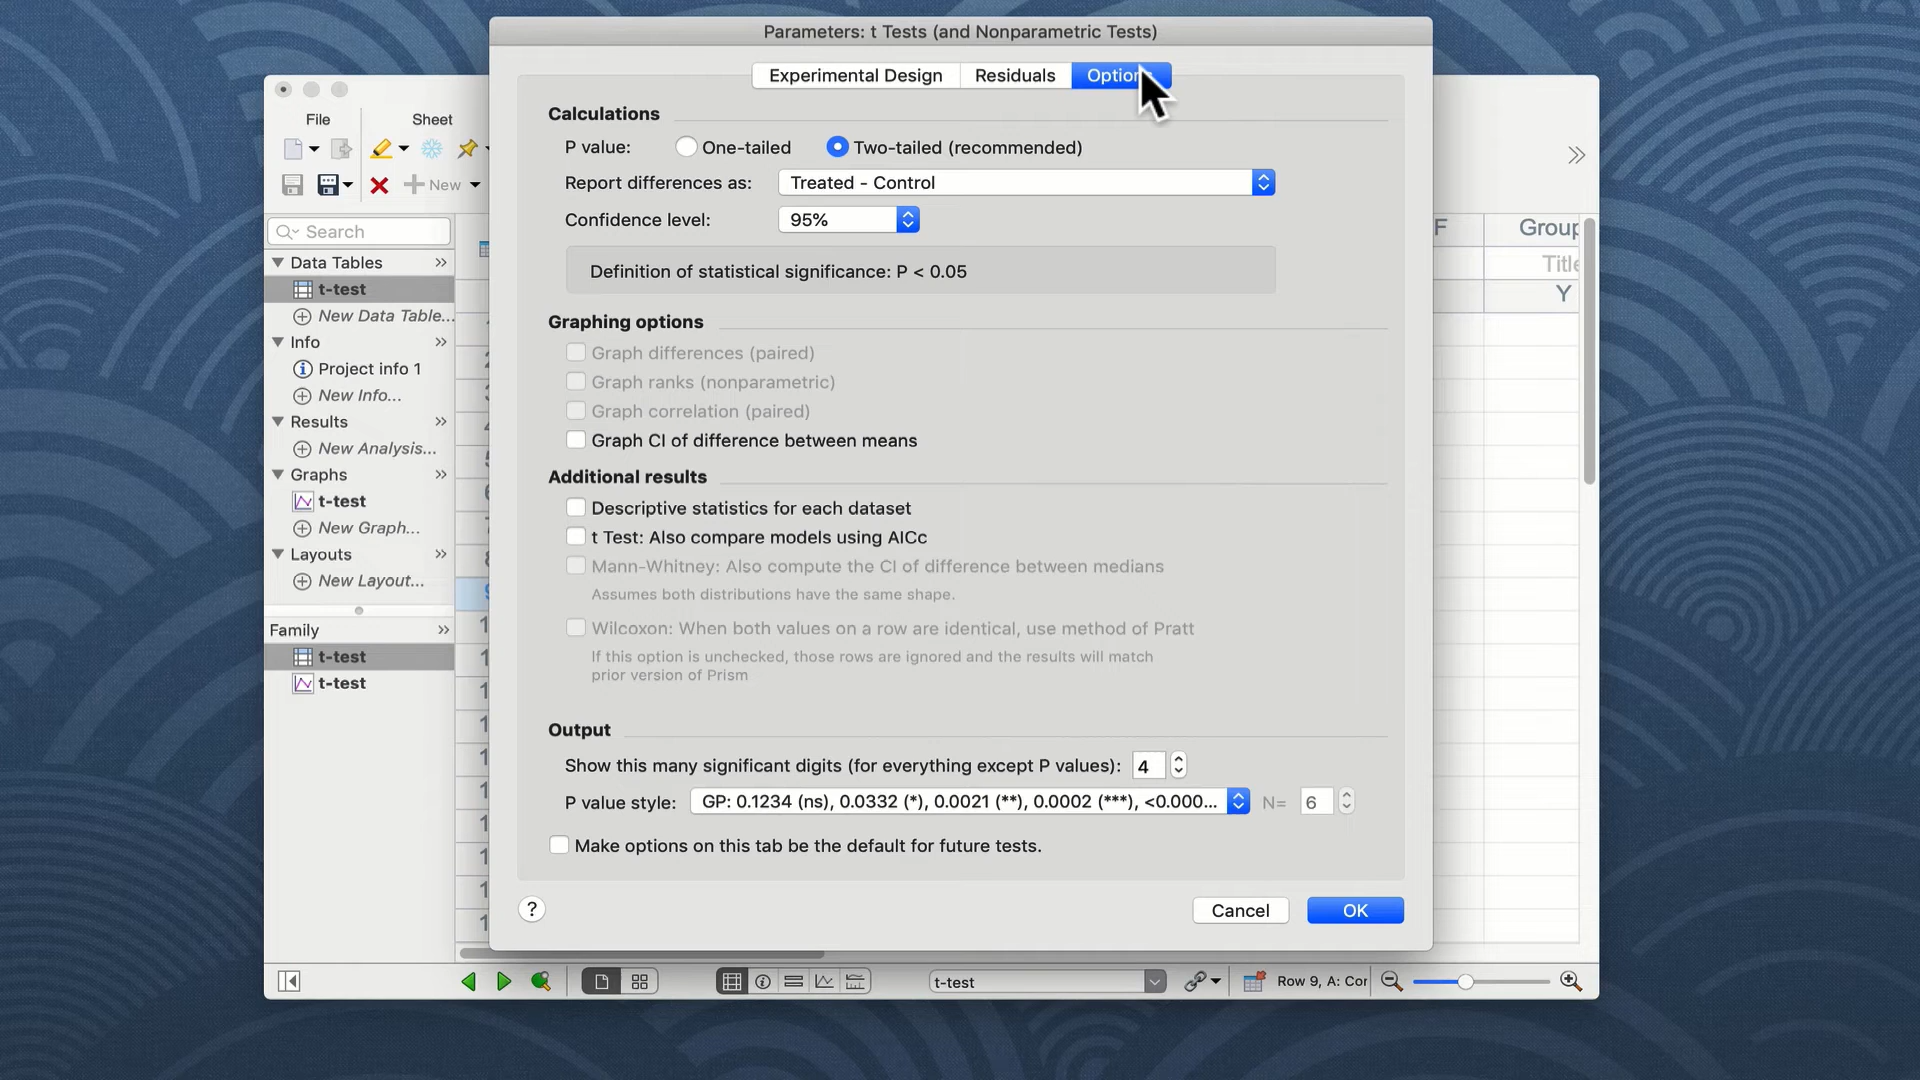 Parameters: t Tests (and Nonparametric Tests)
Experimental Design
Residuals
Calculations
P value:
One-tailed
Two-tailed (recommended)
Report differences as:
Treated - Control
Confidence level:
95%
Definition of statistical significance: P < 0.05
Graphing options
Graph differences (paired)
Graph ranks (nonparametric)
Graph correlation (paired)
Graph CI of difference between means
Additional results
Descriptive statistics for each dataset
t Test: Also compare models using AICc
Mann-Whitney: Also compute the CI of difference between medians
Assumes both distributions have the same shape.
Wilcoxon: When both values on a row are identical, use method of Pratt
If this option is unchecked, those rows are ignored and the results will match
prior version of Prism
Output
Show this many significant digits (for everything except P values):
4
P value style:
GP: 0.1234 (ns), 0.0332 (*), 0.0021 (**), 0.0002 (***), <0.000...
N=
6
Make options on this tab be the default for future tests.
?
Cancel
OK
File
Sheet
New
Search
Data Tables
t-test
New Data Table...
Info
Project info 1
New Info...
Results
New Analysis...
Graphs
t-test
New Graph...
Layouts
New Layout...
Family
t-test
t-test
F
Group
Y
t-test
Row 9, A: Cor